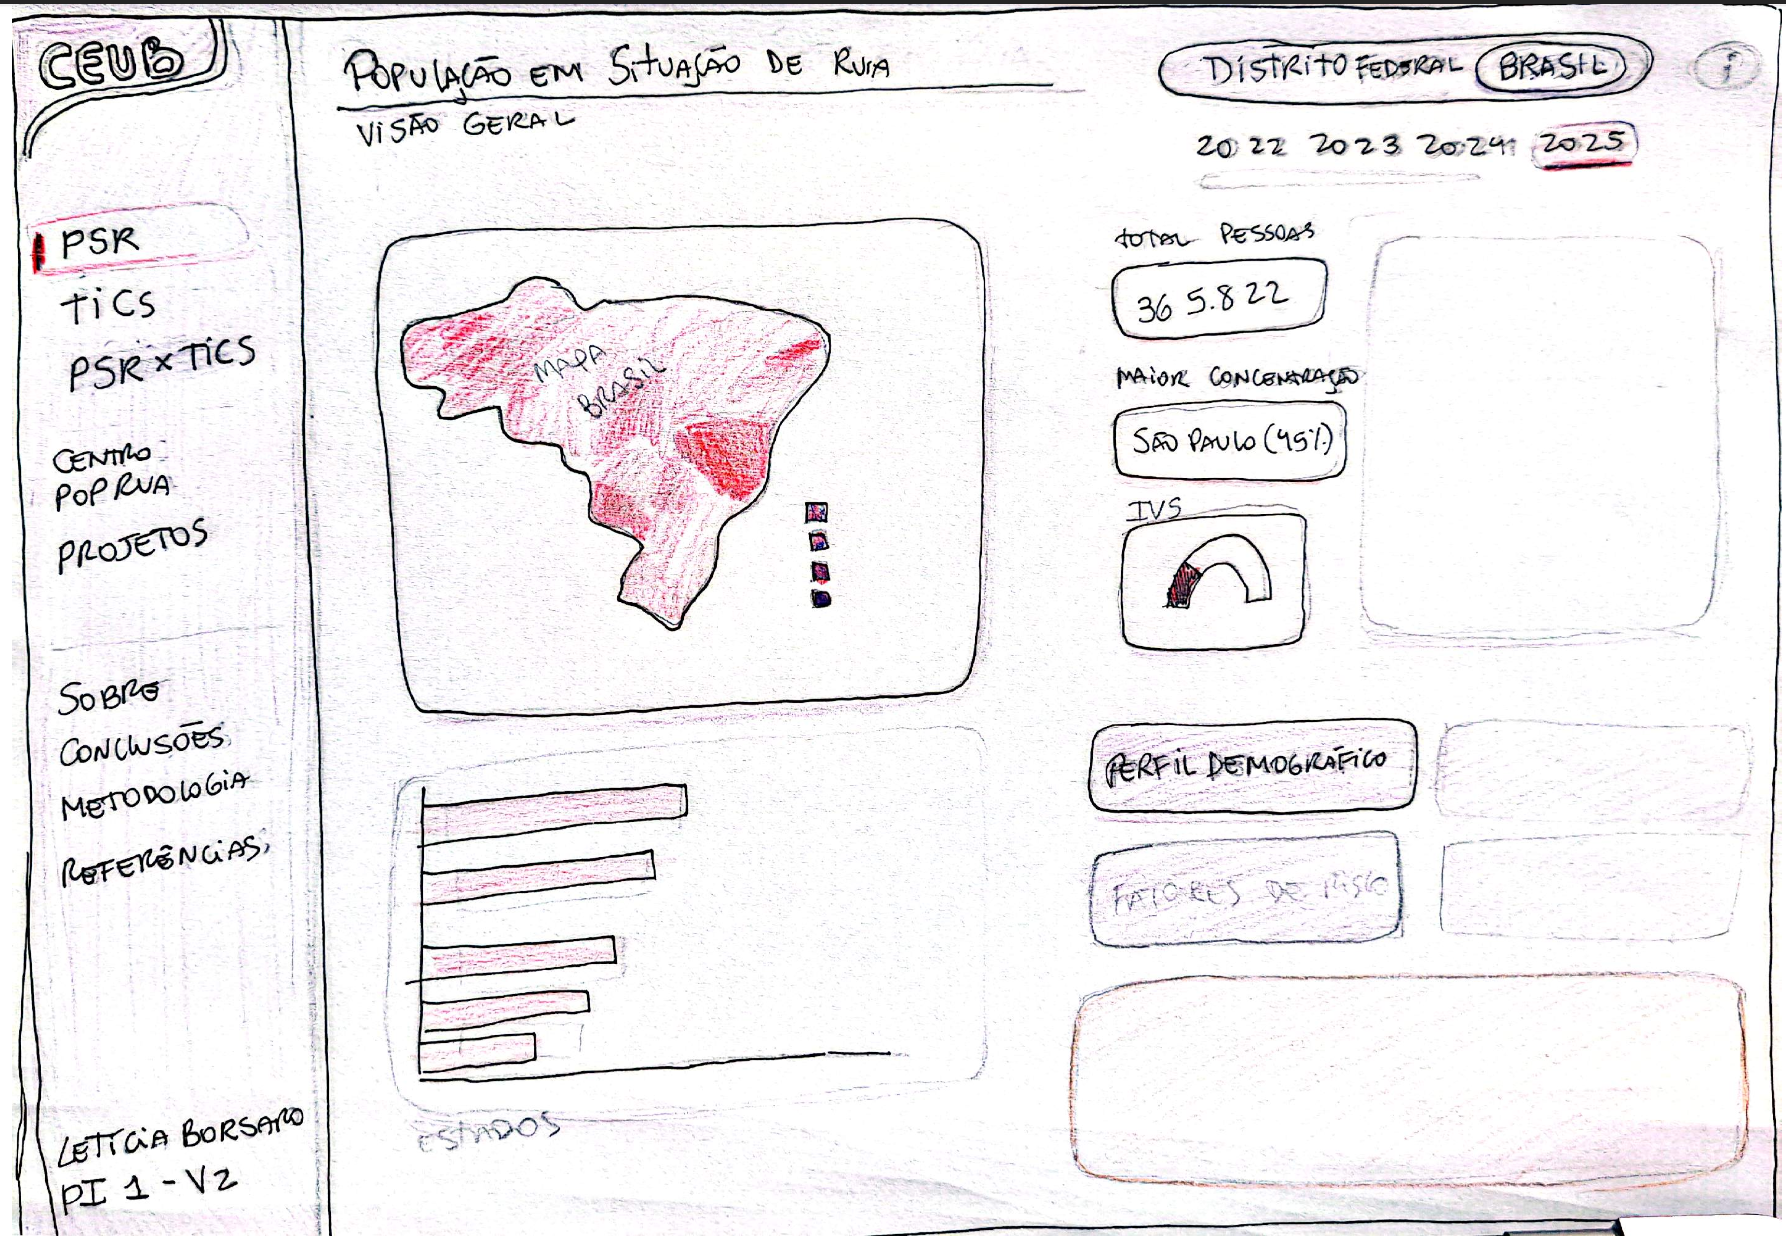 CEUB
POPULAÇÃO EM SITUAÇÃO DE RUA
VISÃO GERAL
DISTRITO FEDERAL BRASIL
i
2022 2023 2024 2025
PSR
TiCS
PSR x TiCS
CENTRO
POP RUA
PROJETOS
SOBRE
CONCLUSÕES
METODOLOGiA
REFERÊNCiAS
LETÍCiA BORSARO
PI 1 - V2
MAPA
BRASIL
TOTAL PESSOAS
365.822
MAIOR CONCENTRAÇÃO
SÃO PAULO (45%)
IVS
PERFiL DEMOGRÁFiCO
FATORES DE RISCO
ESTADOS